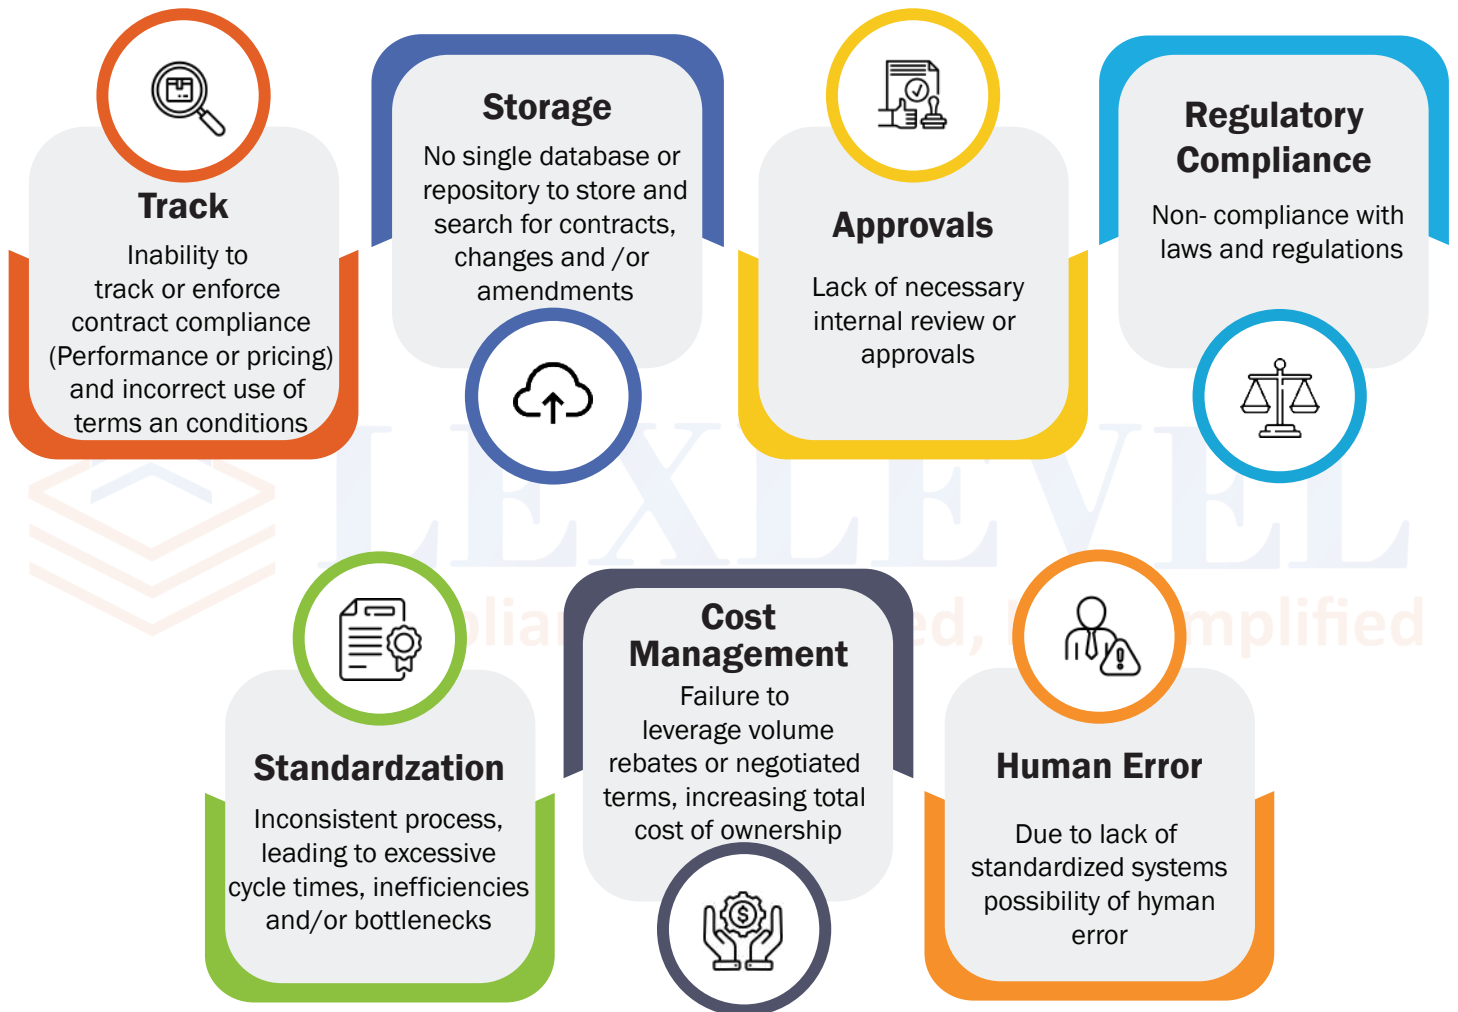 Track
Inability to
track or enforce
contract compliance
(Performance or pricing)
and incorrect use of
terms an conditions
Storage
No single database or
repository to store and
search for contracts,
changes and /or
amendments
Approvals
Lack of necessary
internal review or
approvals
Regulatory
Compliance
Non- compliance with
laws and regulations
LEXLEVEL
Standardzation
Inconsistent process,
leading to excessive
cycle times, inefficiencies
and/or bottlenecks
Cost
Management
Failure to
leverage volume
rebates or negotiated
terms, increasing total
cost of ownership
Human Error
Due to lack of
standardized systems
possibility of hyman
error